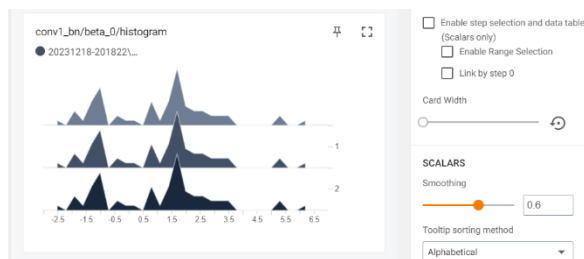 conv1_bn/beta_0/histogram
20231218-201822\...
1
2
-2.5 -1.5 -0.5 0.5 1.5 2.5 3.5 4.5 5.5 6.5
Enable step selection and data table
(Scalars only)
Enable Range Selection
Link by step 0
Card Width
SCALARS
Smoothing
0.6
Tooltip sorting method
Alphabetical